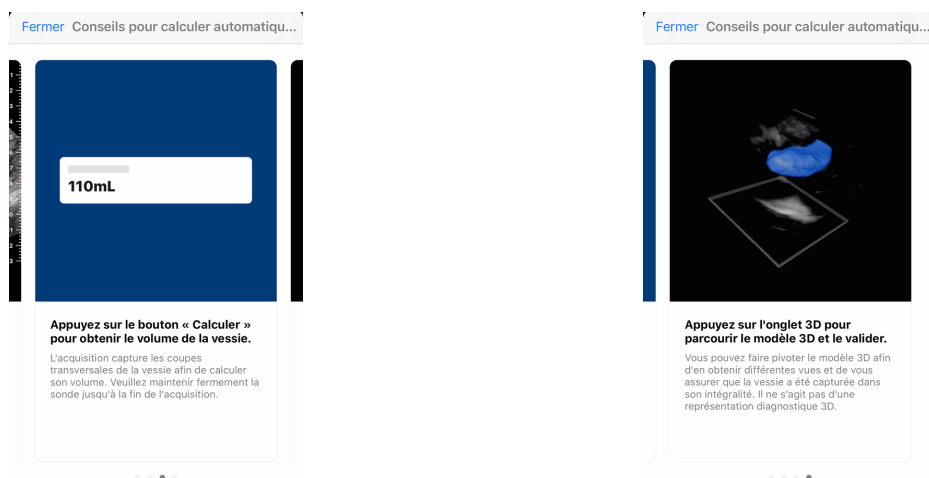 Fermer Conseils pour calculer automatiqu...
110mL
Appuyez sur le bouton « Calculer »
pour obtenir le volume de la vessie.
L'acquisition capture les coupes
transversales de la vessie afin de calculer
son volume. Veuillez maintenir fermement la
sonde jusqu'à la fin de l'acquisition.
Fermer Conseils pour calculer automatiqu...
Appuyez sur l'onglet 3D pour
parcourir le modèle 3D et le valider.
Vous pouvez faire pivoter le modèle 3D afin
d'en obtenir différentes vues et de vous
assurer que la vessie a été capturée dans
son intégralité. Il ne s'agit pas d'une
représentation diagnostique 3D.